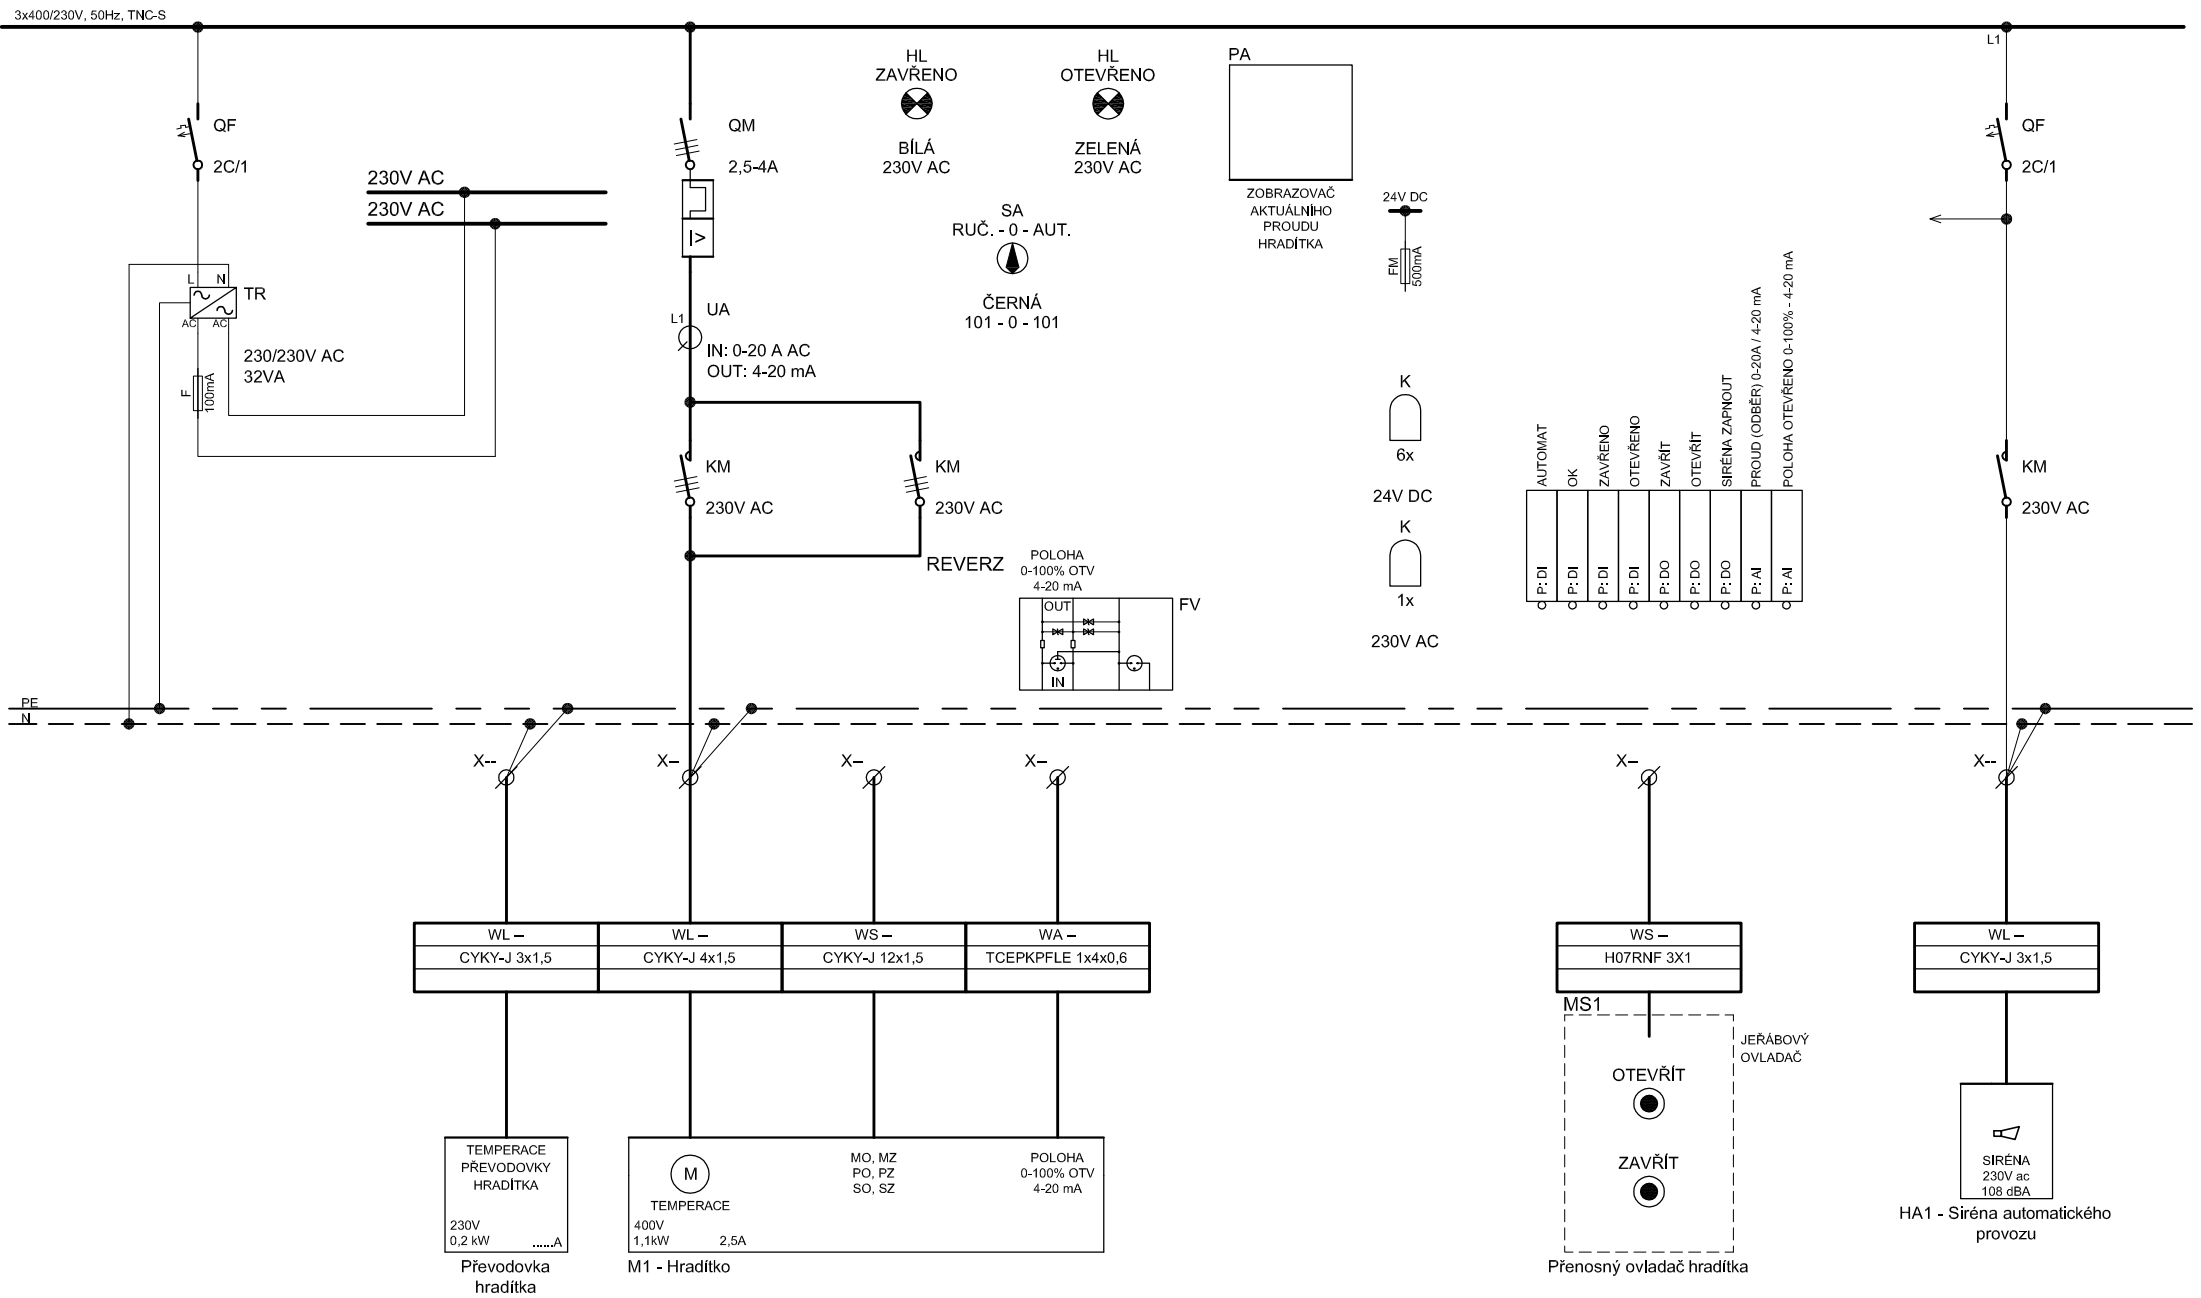 3x400/230V, 50Hz, TNC-S
QF
2C/1
230V AC
230V AC
L
N
TR
AC
AC
230/230V AC
32VA
F
100mA
QM
2,5-4A
I>
L1
UA
IN: 0-20 A AC
OUT: 4-20 mA
KM
230V AC
KM
230V AC
REVERZ
HL
ZAVŘENO
BÍLÁ
230V AC
HL
OTEVŘENO
ZELENÁ
230V AC
SA
RUČ. - 0 - AUT.
ČERNÁ
101 - 0 - 101
PA
ZOBRAZOVAČ
AKTUÁLNÍHO
PROUDU
HRADÍTKA
24V DC
FM
500mA
K
6x
24V DC
K
1x
230V AC
POLOHA
0-100% OTV
4-20 mA
OUT
IN
FV
AUTOMAT
OK
ZAVŘENO
OTEVŘENO
ZAVŘÍT
OTEVŘÍT
SIRÉNA ZAPNOUT
PROUD (ODBĚR) 0-20A / 4-20 mA
POLOHA OTEVŘENO 0-100% - 4-20 mA
P: DI
P: DI
P: DI
P: DI
P: DO
P: DO
P: DO
P: AI
P: AI
L1
QF
2C/1
KM
230V AC
PE
N
X--
X–
X–
X–
X–
X--
WL –
CYKY-J 3x1,5
WL –
CYKY-J 4x1,5
WS –
CYKY-J 12x1,5
WA –
TCEPKPFLE 1x4x0,6
WS –
H07RNF 3X1
WL –
CYKY-J 3x1,5
TEMPERACE
PŘEVODOVKY
HRADÍTKA
230V
0,2 kW
......A
Převodovka
hradítka
M
TEMPERACE
400V
1,1kW
2,5A
MO, MZ
PO, PZ
SO, SZ
POLOHA
0-100% OTV
4-20 mA
M1 - Hradítko
MS1
JEŘÁBOVÝ
OVLADAČ
OTEVŘÍT
ZAVŘÍT
Přenosný ovladač hradítka
SIRÉNA
230V ac
108 dBA
HA1 - Siréna automatického
provozu